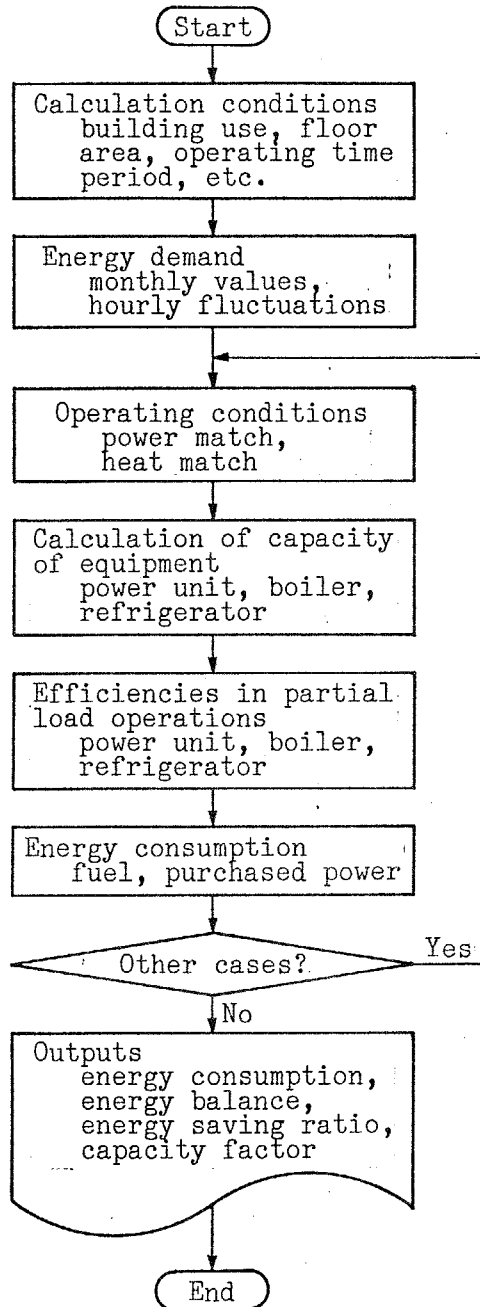 Start
Calculation conditions
building use, floor
area, operating time
period, etc.
Energy demand
monthly values,
hourly fluctuations
Operating conditions
power match,
heat match
Calculation of capacity
of equipment
power unit, boiler,
refrigerator
Efficiencies in partial
load operations
power unit, boiler,
refrigerator
Energy consumption
fuel, purchased power
Other cases?
Yes
No
Outputs
energy consumption,
energy balance,
energy saving ratio,
capacity factor
End